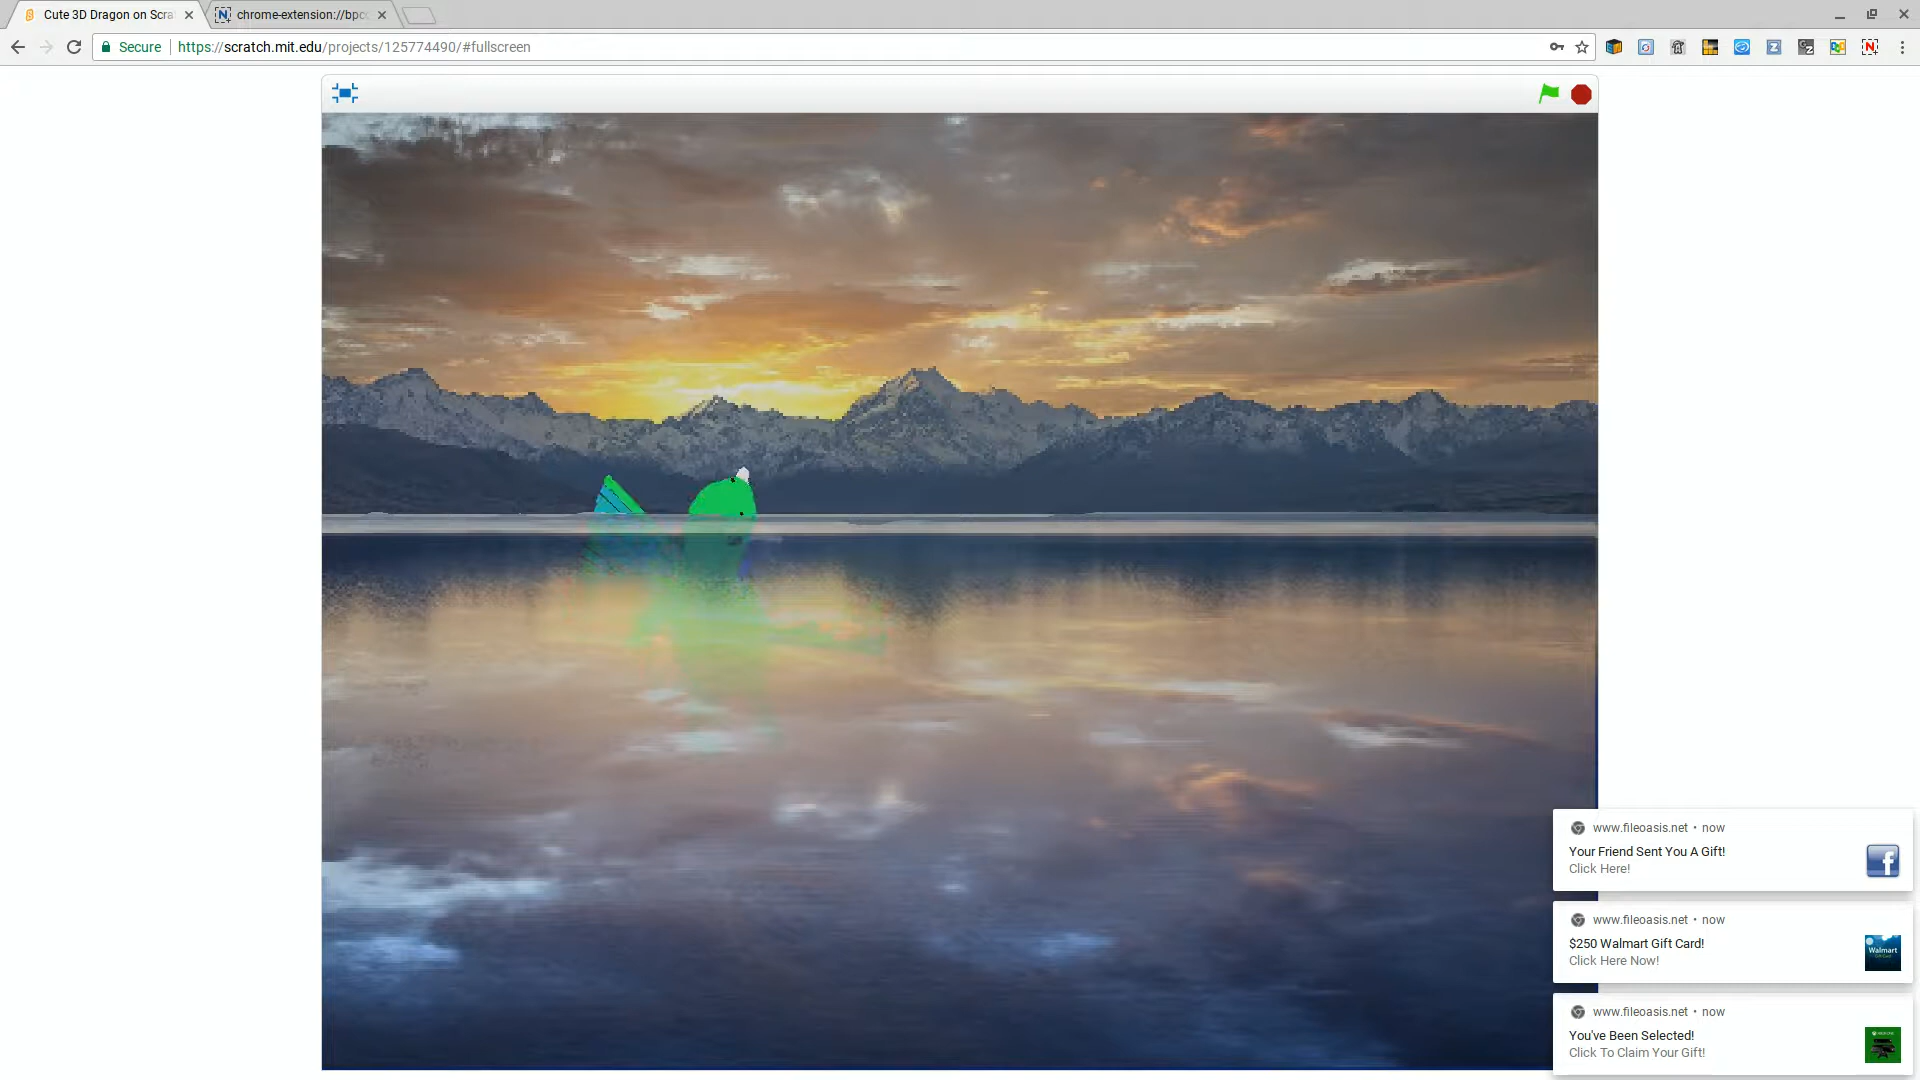 Cute 3D Dragon on Scra
chrome-extension://bpc
Secure
https://scratch.mit.edu/projects/125774490/#fullscreen
www.fileoasis.net • now
Your Friend Sent You A Gift!
Click Here!
www.fileoasis.net • now
$250 Walmart Gift Card!
Click Here Now!
Walmart
www.fileoasis.net • now
You've Been Selected!
Click To Claim Your Gift!